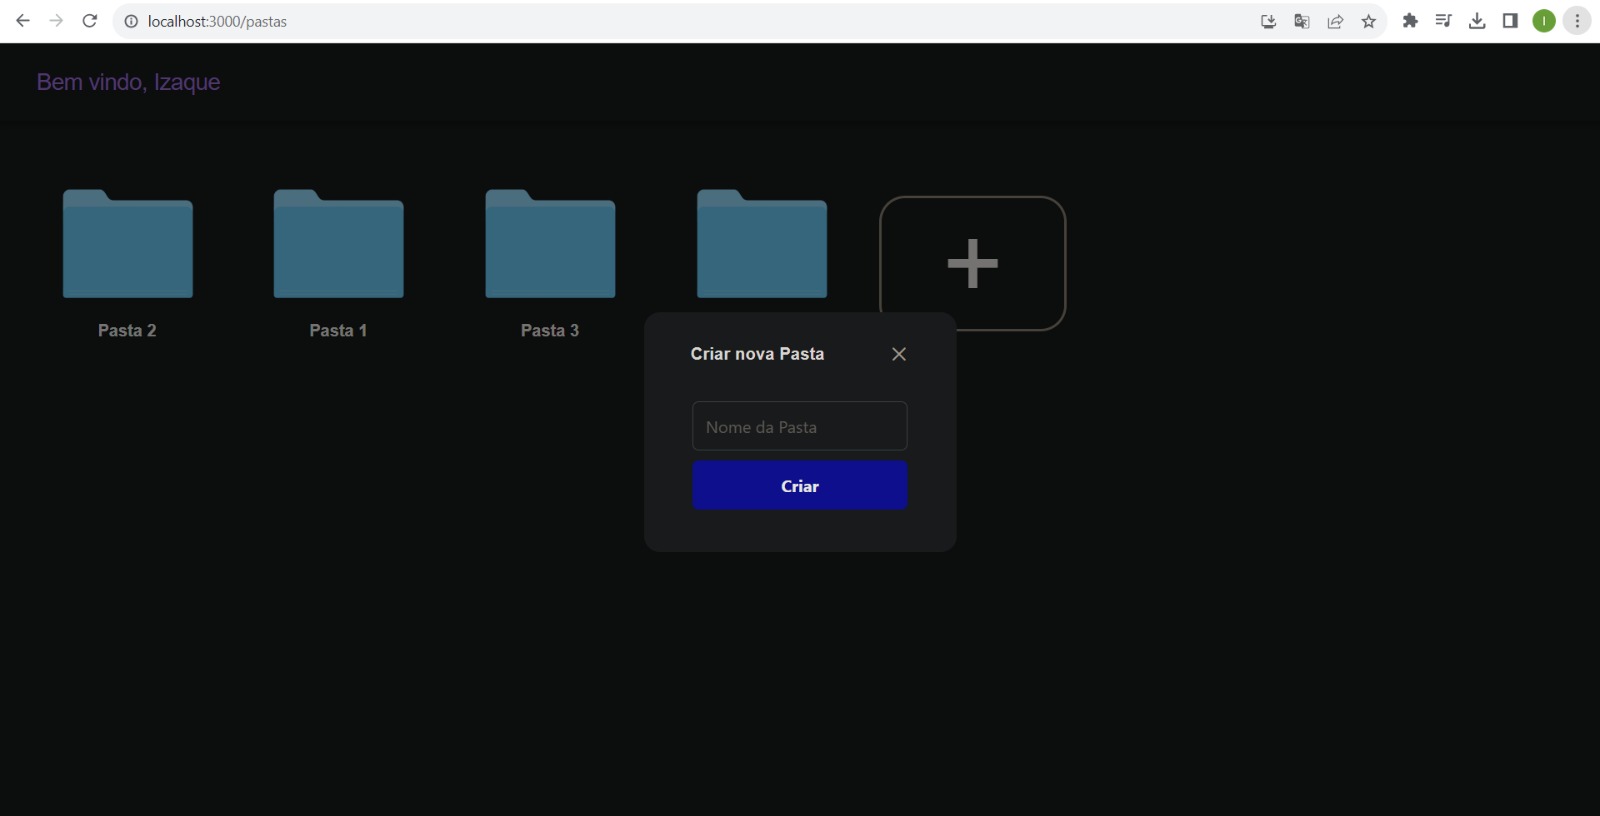 localhost:3000/pastas
I
Bem vindo, Izaque
Pasta 2
Pasta 1
Pasta 3
Criar nova Pasta
Nome da Pasta
Criar